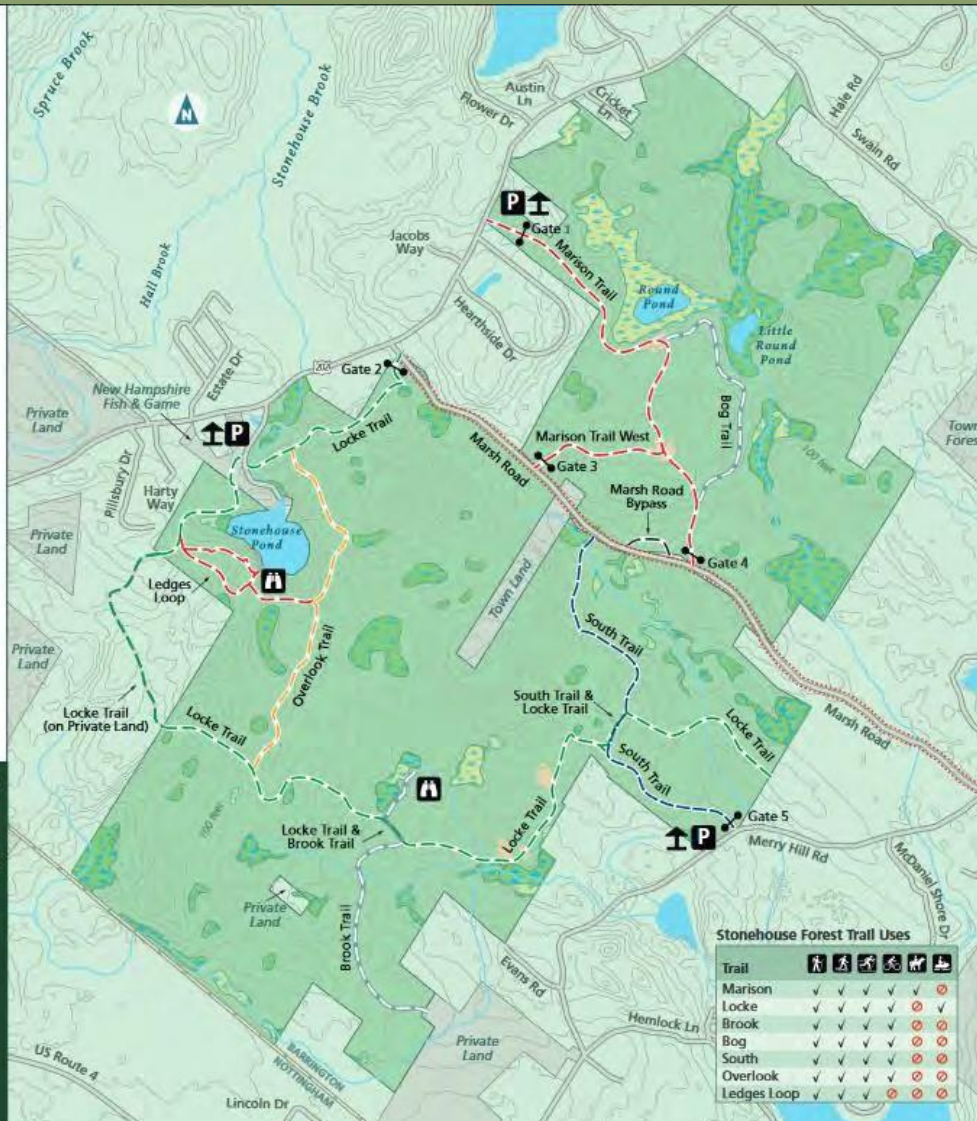 Spruce Brook
N
Stonehouse Brook
Hall Brook
Austin
Ln
Flower Dr
Cricket
Ln
Hale Rd
Swain Rd
P
Gate 1
Jacobs
Way
Marison Trail
Round
Pond
Little
Round
Pond
Hearthside Dr
Estate Dr
202
Gate 2
New Hampshire
Fish & Game
Private
Land
P
Locke Trail
Marsh Road
Marison Trail West
Gate 3
Bog Trail
100 feet
Town
Forest
Marsh Road
Bypass
Pillsbury Dr
Harty
Way
Stonehouse
Pond
Private
Land
Ledges
Loop
Town Land
Gate 4
Private
Land
Overlook Trail
South Trail
South Trail &
Locke Trail
Locke Trail
(on Private Land)
Locke Trail
Locke Trail
Marsh Road
South Trail
100 feet
Locke Trail &
Brook Trail
Locke Trail
Gate 5
P
Merry Hill Rd
McDaniel Shore Dr
Private
Land
Brook Trail
Evans Rd
Hemlock Ln
Private
Land
BARRINGTON
NOTTINGHAM
US Route 4
Lincoln Dr
Stonehouse Forest Trail Uses
Trail
Marison √ √ √ √ √
Locke √ √ √ √ √
Brook √ √ √ √
Bog √ √ √ √
South √ √ √ √
Overlook √ √ √ √
Ledges Loop √ √ √